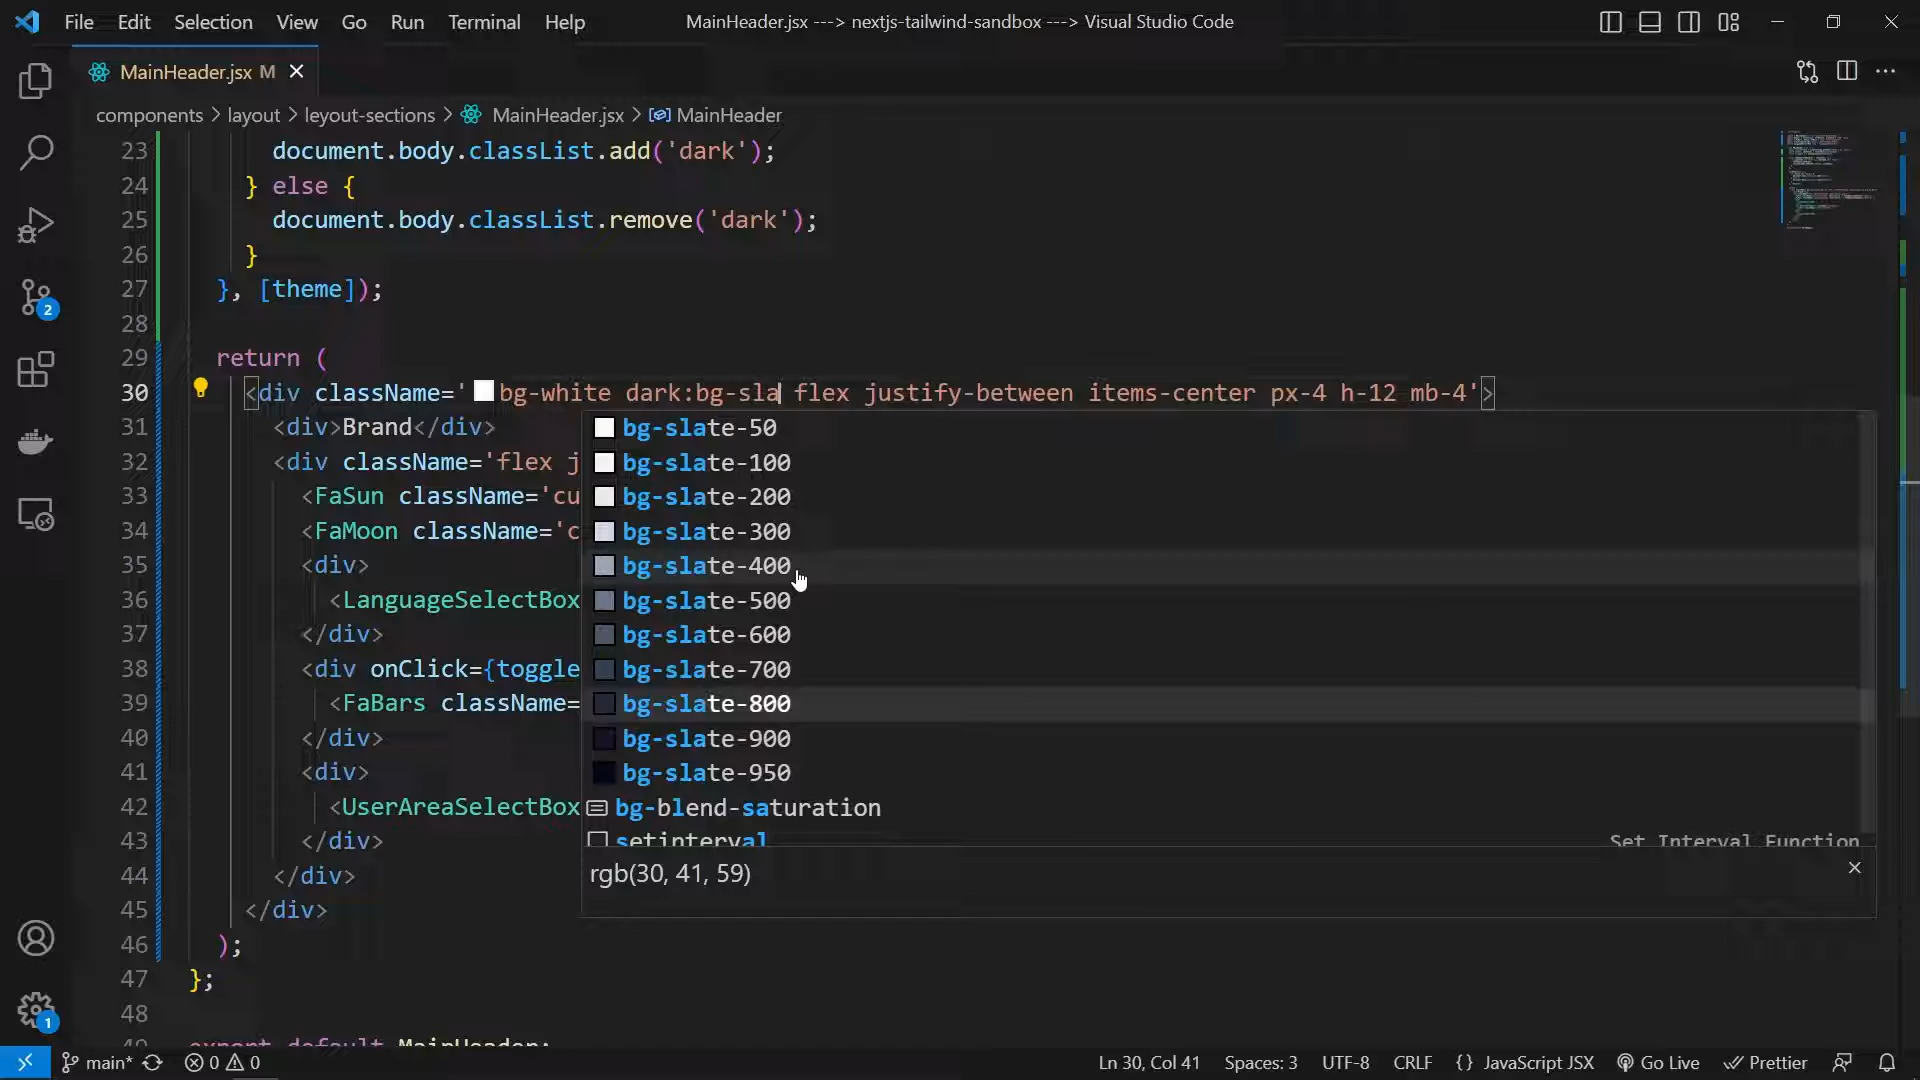 File Edit Selection View Go Run Terminal Help MainHeader.jsx ---> nextjs-tailwind-sandbox ---> Visual Studio Code
MainHeader.jsx M
components > layout > leyout-sections > MainHeader.jsx > MainHeader
23 document.body.classList.add('dark');
24 } else {
25 document.body.classList.remove('dark');
26 }
27 }, [theme]);
28
29 return (
30 <div className='bg-white dark:bg-sla flex justify-between items-center px-4 h-12 mb-4'>
31 <div>Brand</div>
32 <div className='flex j
33 <FaSun className='cu
34 <FaMoon className='c
35 <div>
36 <LanguageSelectBox
37 </div>
38 <div onClick={toggle
39 <FaBars className=
40 </div>
41 <div>
42 <UserAreaSelectBox
43 </div>
44 </div>
45 </div>
46 );
47 };
48
49 export default MainHeader;
bg-slate-50
bg-slate-100
bg-slate-200
bg-slate-300
bg-slate-400
bg-slate-500
bg-slate-600
bg-slate-700
bg-slate-800
bg-slate-900
bg-slate-950
bg-blend-saturation
setinterval Set Interval Function
rgb(30, 41, 59)
2
1
main* 0 0 Ln 30, Col 41 Spaces: 3 UTF-8 CRLF {} JavaScript JSX Go Live Prettier